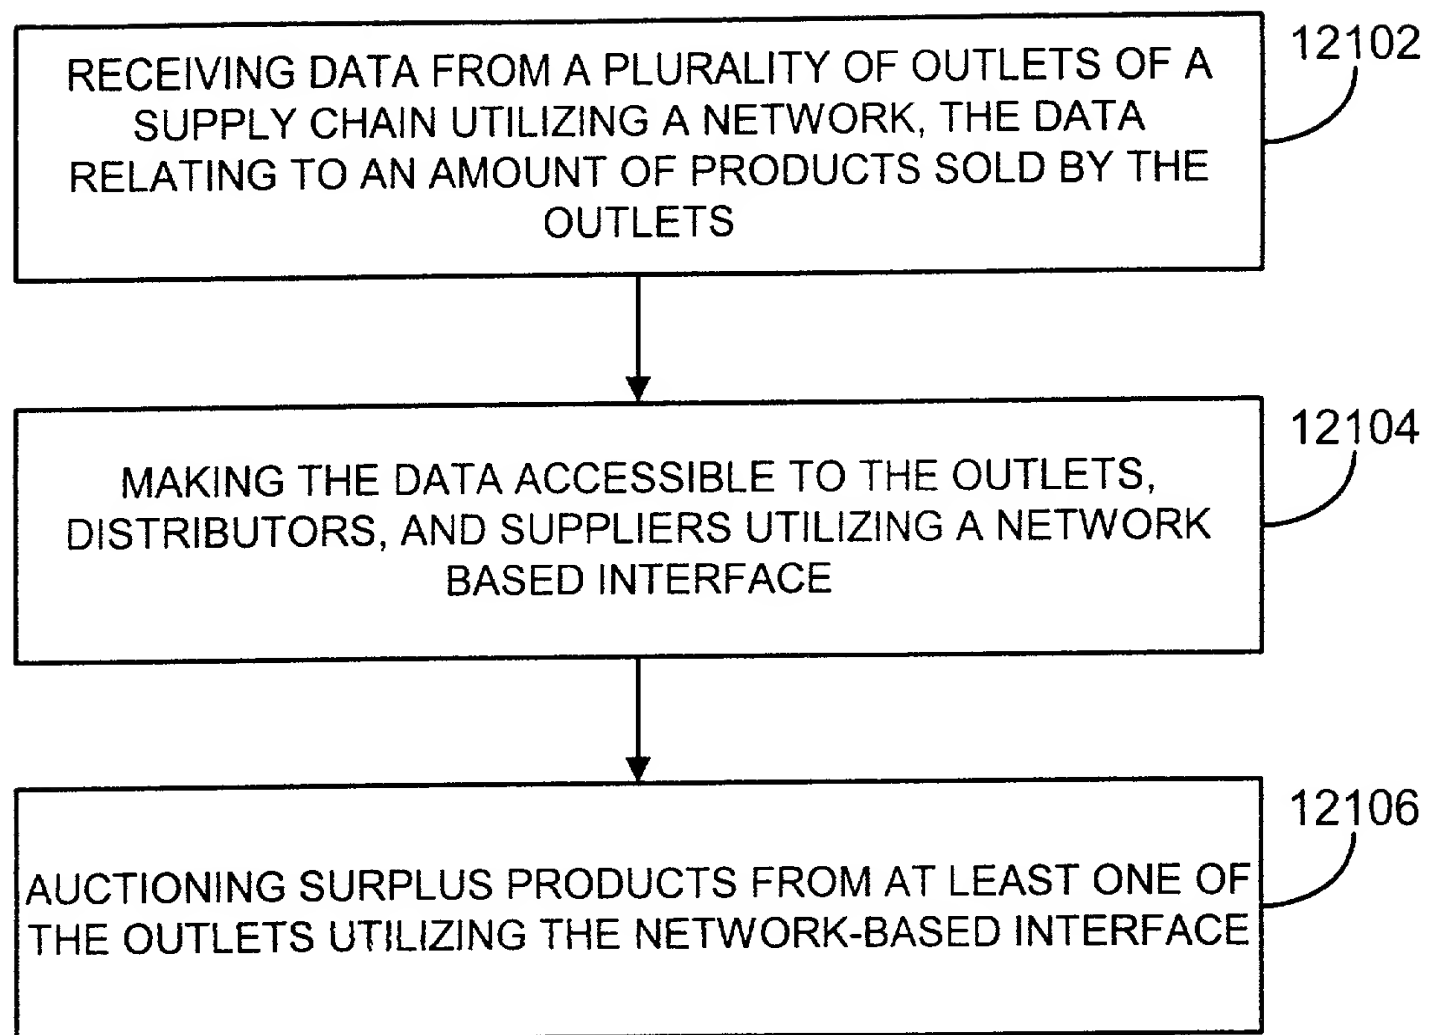 RECEIVING DATA FROM A PLURALITY OF OUTLETS OF A
SUPPLY CHAIN UTILIZING A NETWORK, THE DATA
RELATING TO AN AMOUNT OF PRODUCTS SOLD BY THE
OUTLETS
12102
MAKING THE DATA ACCESSIBLE TO THE OUTLETS,
DISTRIBUTORS, AND SUPPLIERS UTILIZING A NETWORK
BASED INTERFACE
12104
AUCTIONING SURPLUS PRODUCTS FROM AT LEAST ONE OF
THE OUTLETS UTILIZING THE NETWORK-BASED INTERFACE
12106